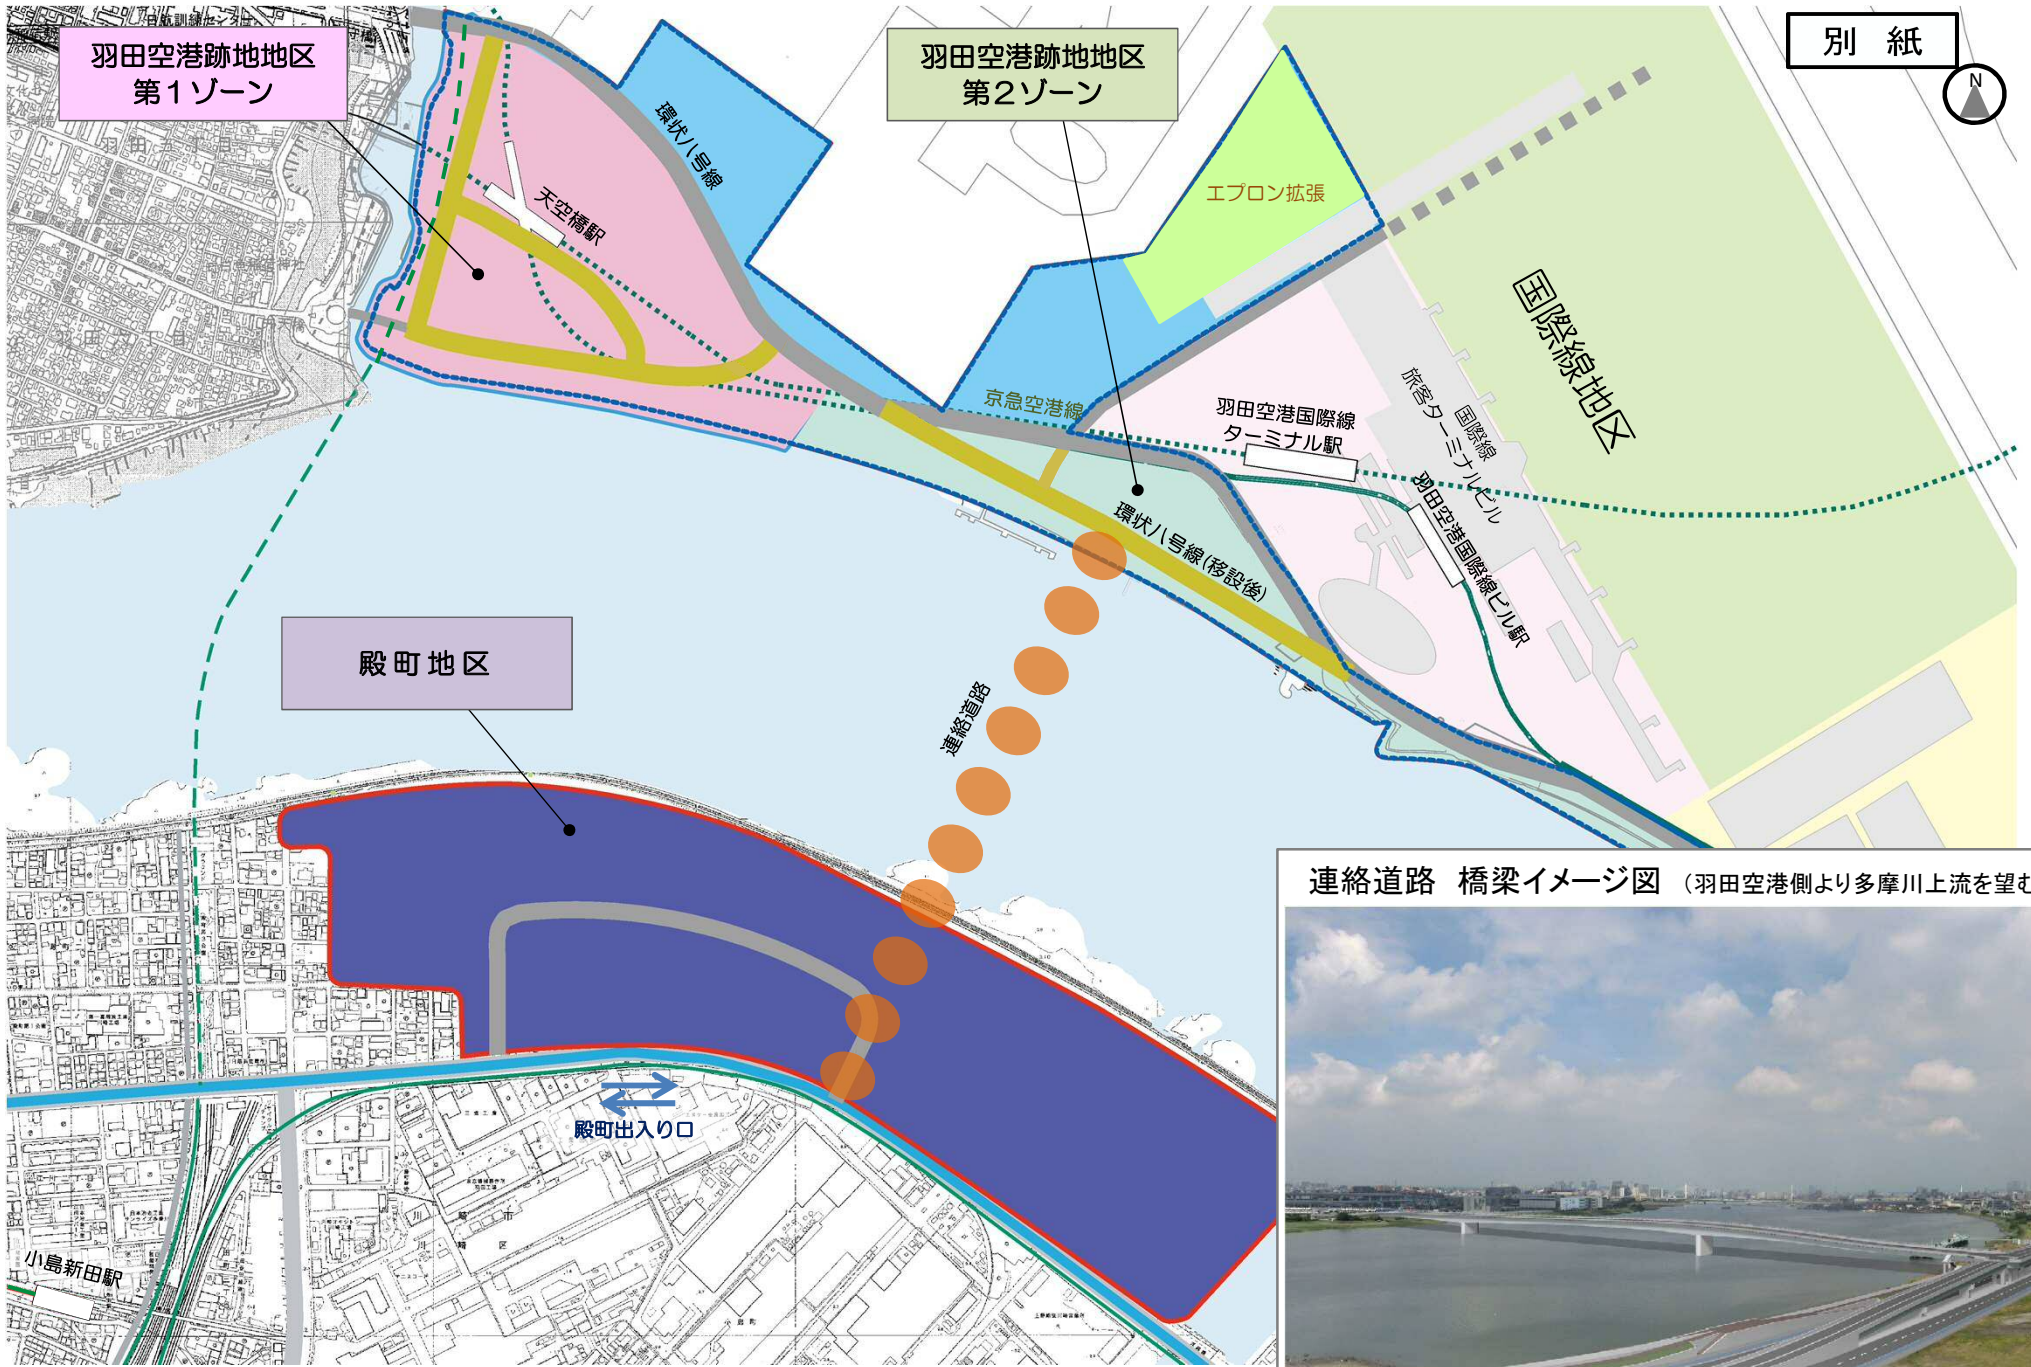 別 紙
N
羽田空港跡地地区
第1ゾーン
羽田空港跡地地区
第2ゾーン
環状八号線
天空橋駅
エプロン拡張
国際線地区
京急空港線
羽田空港国際線
ターミナル駅
国際線
旅客ターミナルビル
羽田空港国際線ビル駅
環状八号線(移設後)
殿町地区
連絡道路
殿町出入り口
小島新田駅
川崎市
川崎区
連絡道路 橋梁イメージ図 (羽田空港側より多摩川上流を望む